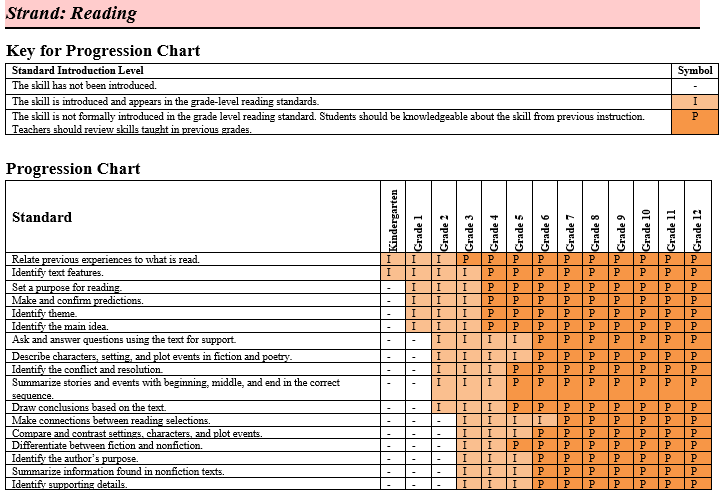 Strand: Reading
Key for Progression Chart
Standard Introduction Level Symbol
The skill has not been introduced. -
The skill is introduced and appears in the grade-level reading standards. I
The skill is not formally introduced in the grade level reading standard. Students should be knowledgeable about the skill from previous instruction. P
Teachers should review skills taught in previous grades.
Progression Chart
Standard Kindergarten Grade 1 Grade 2 Grade 3 Grade 4 Grade 5 Grade 6 Grade 7 Grade 8 Grade 9 Grade 10 Grade 11 Grade 12
Relate previous experiences to what is read. I I I P P P P P P P P P P
Identify text features. I I I I P P P P P P P P P
Set a purpose for reading. - I I I P P P P P P P P P
Make and confirm predictions. - I I I P P P P P P P P P
Identify theme. - I I I P P P P P P P P P
Identify the main idea. - I I I P P P P P P P P P
Ask and answer questions using the text for support. - - I I I I P P P P P P P
Describe characters, setting, and plot events in fiction and poetry. - - I I I I P P P P P P P
Identify the conflict and resolution. - - I I I P P P P P P P P
Summarize stories and events with beginning, middle, and end in the correct - - I I I P P P P P P P P
sequence.
Draw conclusions based on the text. - - I I I P P P P P P P P
Make connections between reading selections. - - - I I I I P P P P P P
Compare and contrast settings, characters, and plot events. - - - I I I P P P P P P P
Differentiate between fiction and nonfiction. - - - I I P P P P P P P P
Identify the author's purpose. - - - I I I P P P P P P P
Summarize information found in nonfiction texts. - - - I I I P P P P P P P
Identify supporting details. - - - I I I P P P P P P P